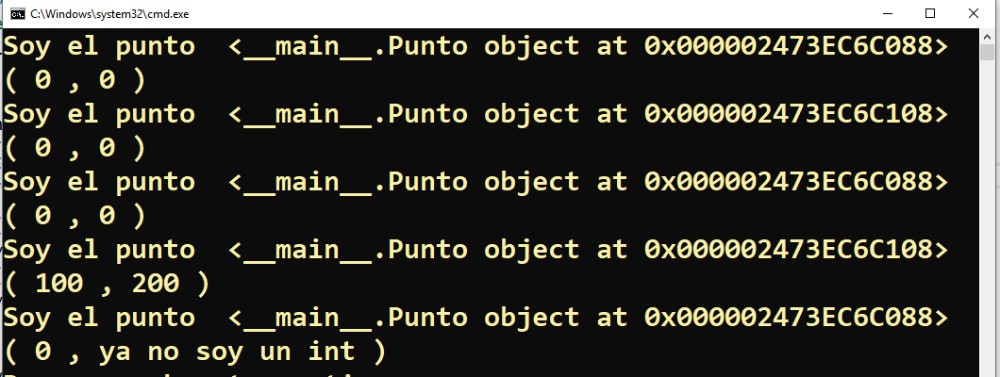 C:\Windows\system32\cmd.exe
Soy el punto  <__main__.Punto object at 0x000002473EC6C088>
( 0 , 0 )
Soy el punto  <__main__.Punto object at 0x000002473EC6C108>
( 0 , 0 )
Soy el punto  <__main__.Punto object at 0x000002473EC6C088>
( 0 , 0 )
Soy el punto  <__main__.Punto object at 0x000002473EC6C108>
( 100 , 200 )
Soy el punto  <__main__.Punto object at 0x000002473EC6C088>
( 0 , ya no soy un int )